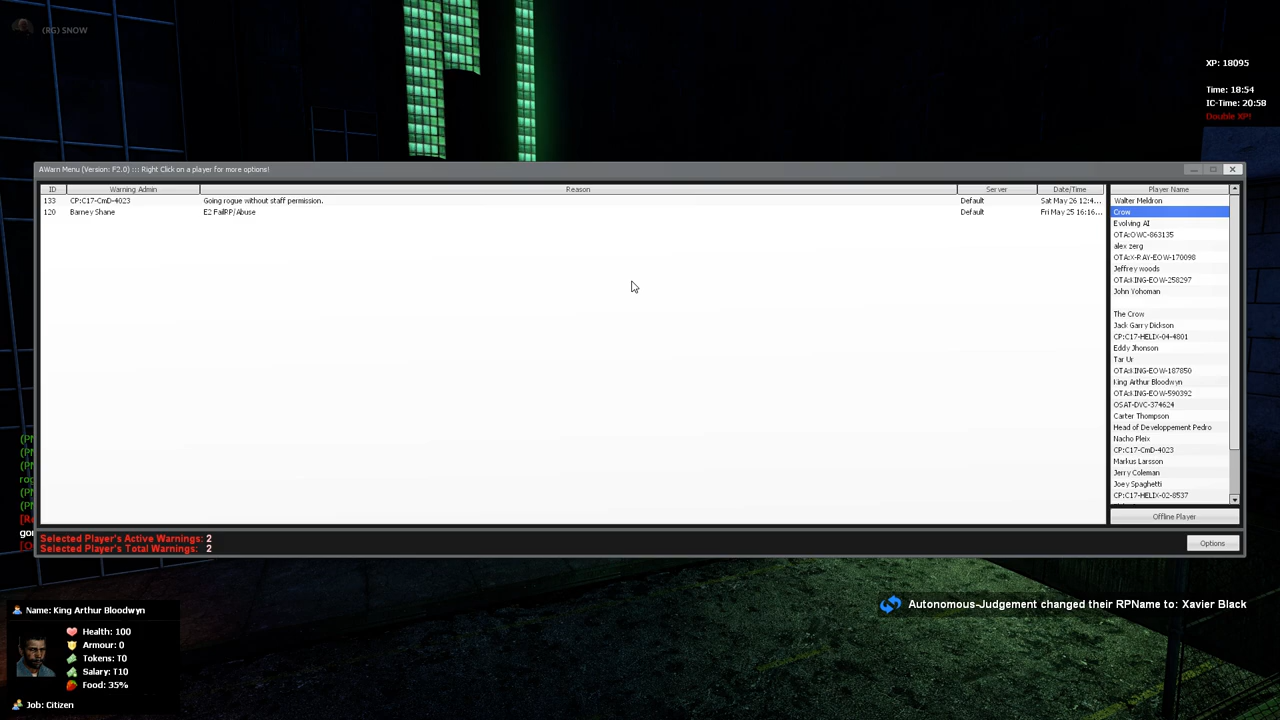 (RG) SNOW
XP: 18095
Time: 18:54
IC-Time: 20:58
Double XP!
AWarn Menu (Version: F2.0) ::: Right Click on a player for more options!
ID Warning Admin Reason Server Date/Time
133 CP:C17-CmD-4023 Going rogue without staff permission. Default Sat May 26 12:4...
120 Barney Shane E2 FailRP/Abuse Default Fri May 25 16:16...
Player Name
Walter Meldron
Crow
Evolving AI
OTA:OWC-863135
alex zerg
OTA:X-RAY-EOW-170098
Jeffrey woods
OTA:KING-EOW-258297
John Yohoman
The Crow
Jack Garry Dickson
CP:C17-HELIX-04-4801
Eddy Jhonson
Tar Ur
OTA:KING-EOW-187850
King Arthur Bloodwyn
OTA:KING-EOW-590392
OSAT-DVC-374624
Carter Thompson
Head of Developpement Pedro
Nacho Pleix
CP:C17-CmD-4023
Markus Larsson
Jerry Coleman
Joey Spaghetti
CP:C17-HELIX-02-8537
Offline Player
Selected Player's Active Warnings: 2
Selected Player's Total Warnings: 2
Options
Autonomous-Judgement changed their RPName to: Xavier Black
Name: King Arthur Bloodwyn
Health: 100
Armour: 0
Tokens: T0
Salary: T10
Food: 35%
Job: Citizen